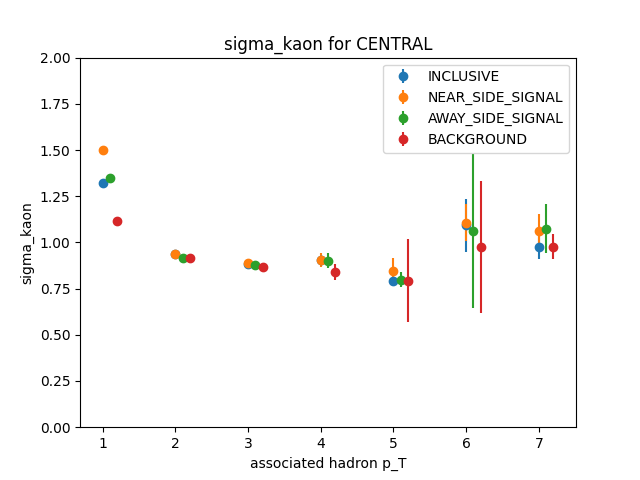 sigma_kaon for CENTRAL
INCLUSIVE
NEAR_SIDE_SIGNAL
AWAY_SIDE_SIGNAL
BACKGROUND
sigma_kaon
2.00
1.75
1.50
1.25
1.00
0.75
0.50
0.25
0.00
1 2 3 4 5 6 7
associated hadron p_T